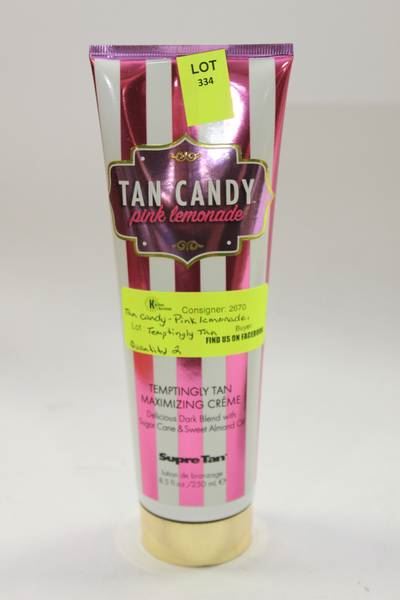 LOT
334
TAN CANDY
pink lemonade
K Consigner: 2670
Tan Candy - Pink lemonade.
Lot Temptingly Tan Buyer
Quantity 2 FIND US ON FACEBOOK
TEMPTINGLY TAN
MAXIMIZING CRÈME
Delicious Dark Blend with
Sugar Cane & Sweet Almond Oil
Supre Tan
lotion de bronzage
8.5 fl oz / 250 ml ℮